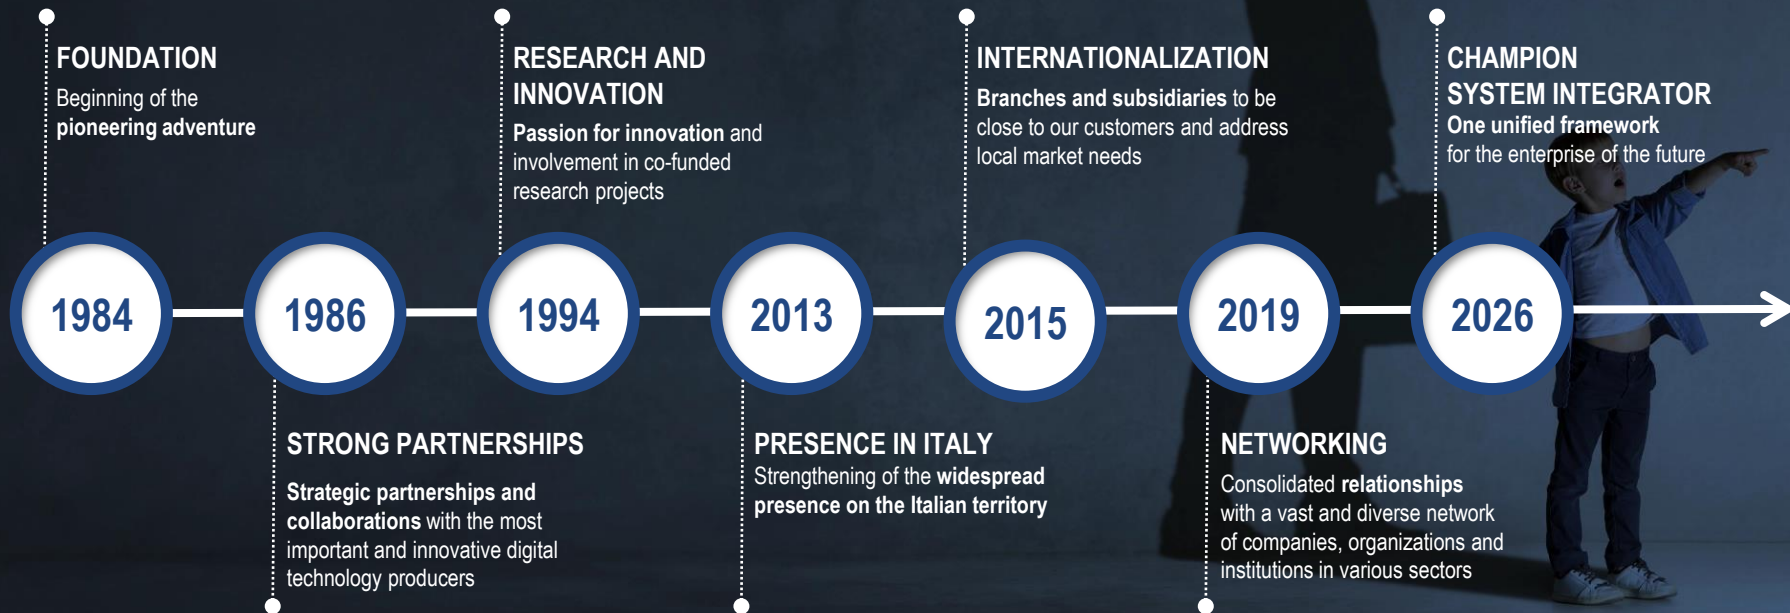 FOUNDATION
Beginning of the
pioneering adventure
RESEARCH AND
INNOVATION
Passion for innovation and
involvement in co-funded
research projects
INTERNATIONALIZATION
Branches and subsidiaries to be
close to our customers and address
local market needs
CHAMPION
SYSTEM INTEGRATOR
One unified framework
for the enterprise of the future
1984
1986
1994
2013
2015
2019
2026
STRONG PARTNERSHIPS
Strategic partnerships and
collaborations with the most
important and innovative digital
technology producers
PRESENCE IN ITALY
Strengthening of the widespread
presence on the Italian territory
NETWORKING
Consolidated relationships
with a vast and diverse network
of companies, organizations and
institutions in various sectors